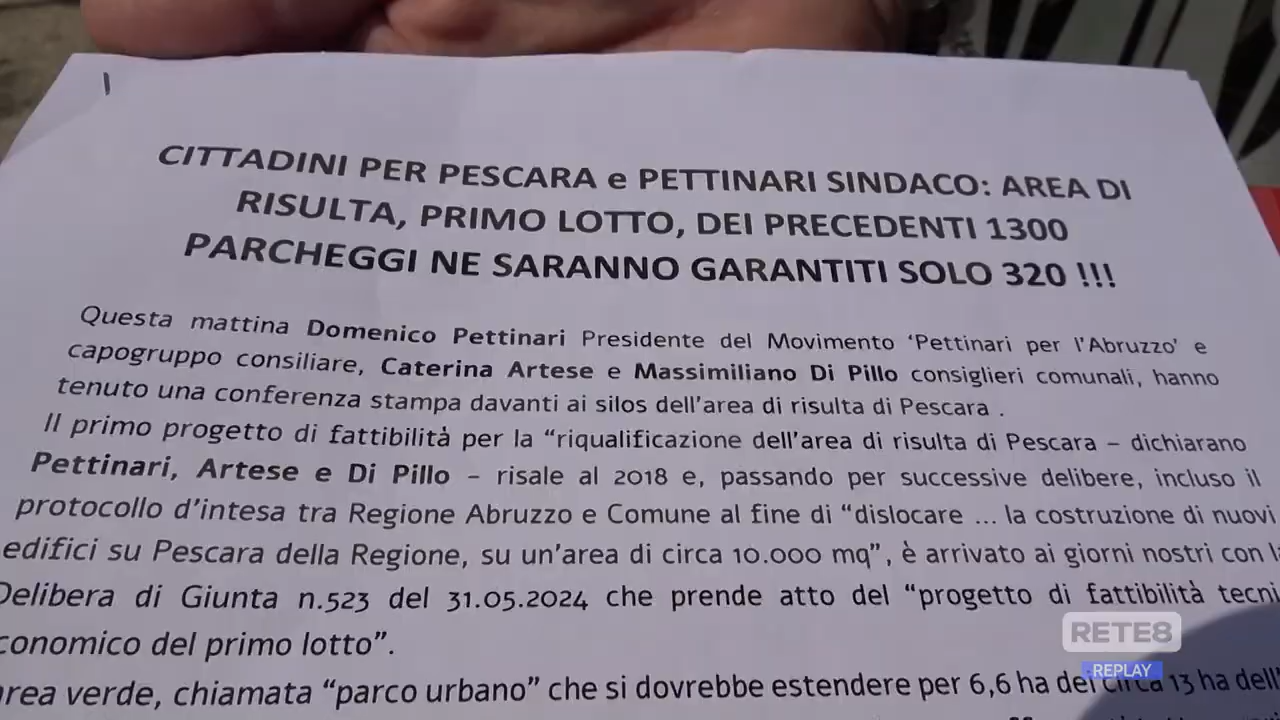 CITTADINI PER PESCARA e PETTINARI SINDACO: AREA DI
RISULTA, PRIMO LOTTO, DEI PRECEDENTI 1300
PARCHEGGI NE SARANNO GARANTITI SOLO 320 !!!
Questa mattina Domenico Pettinari Presidente del Movimento ‘Pettinari per l’Abruzzo’ e
capogruppo consiliare, Caterina Artese e Massimiliano Di Pillo consiglieri comunali, hanno
tenuto una conferenza stampa davanti ai silos dell’area di risulta di Pescara .
Il primo progetto di fattibilità per la “riqualificazione dell’area di risulta di Pescara – dichiarano
Pettinari, Artese e Di Pillo – risale al 2018 e, passando per successive delibere, incluso il
protocollo d’intesa tra Regione Abruzzo e Comune al fine di “dislocare ... la costruzione di nuovi
edifici su Pescara della Regione, su un’area di circa 10.000 mq”, è arrivato ai giorni nostri con
Delibera di Giunta n.523 del 31.05.2024 che prende atto del “progetto di fattibilità tecni
conomico del primo lotto”.
area verde, chiamata “parco urbano” che si dovrebbe estendere per 6,6 ha dei circa 13 ha dell’
RETE8
REPLAY